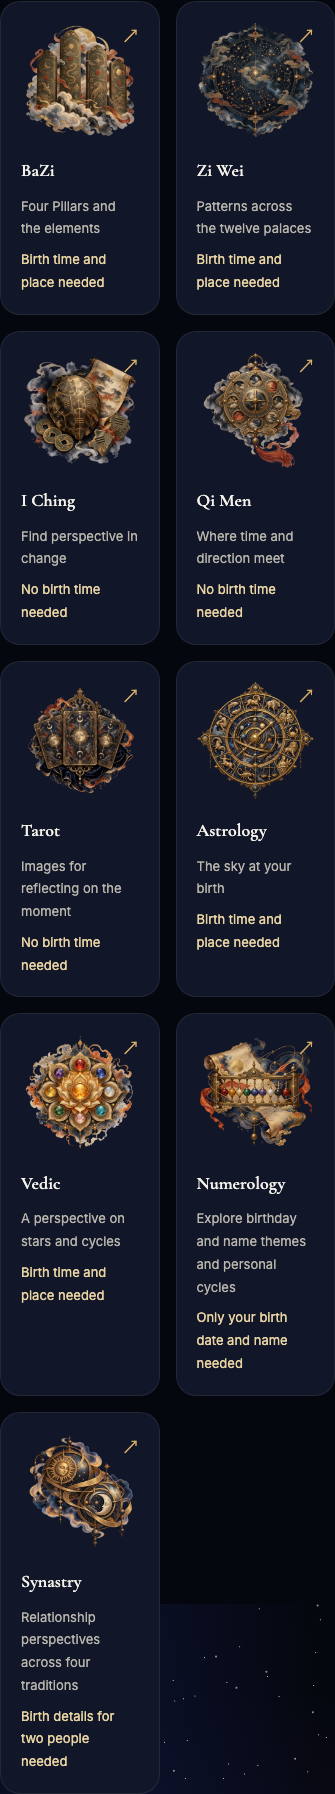 BaZi
Four Pillars and
the elements
Birth time and
place needed
Zi Wei
Patterns across
the twelve palaces
Birth time and
place needed
I Ching
Find perspective in
change
No birth time
needed
Qi Men
Where time and
direction meet
No birth time
needed
Tarot
Images for
reflecting on the
moment
No birth time
needed
Astrology
The sky at your
birth
Birth time and
place needed
Vedic
A perspective on
stars and cycles
Birth time and
place needed
Numerology
Explore birthday
and name themes
and personal
cycles
Only your birth
date and name
needed
Synastry
Relationship
perspectives
across four
traditions
Birth details for
two people
needed